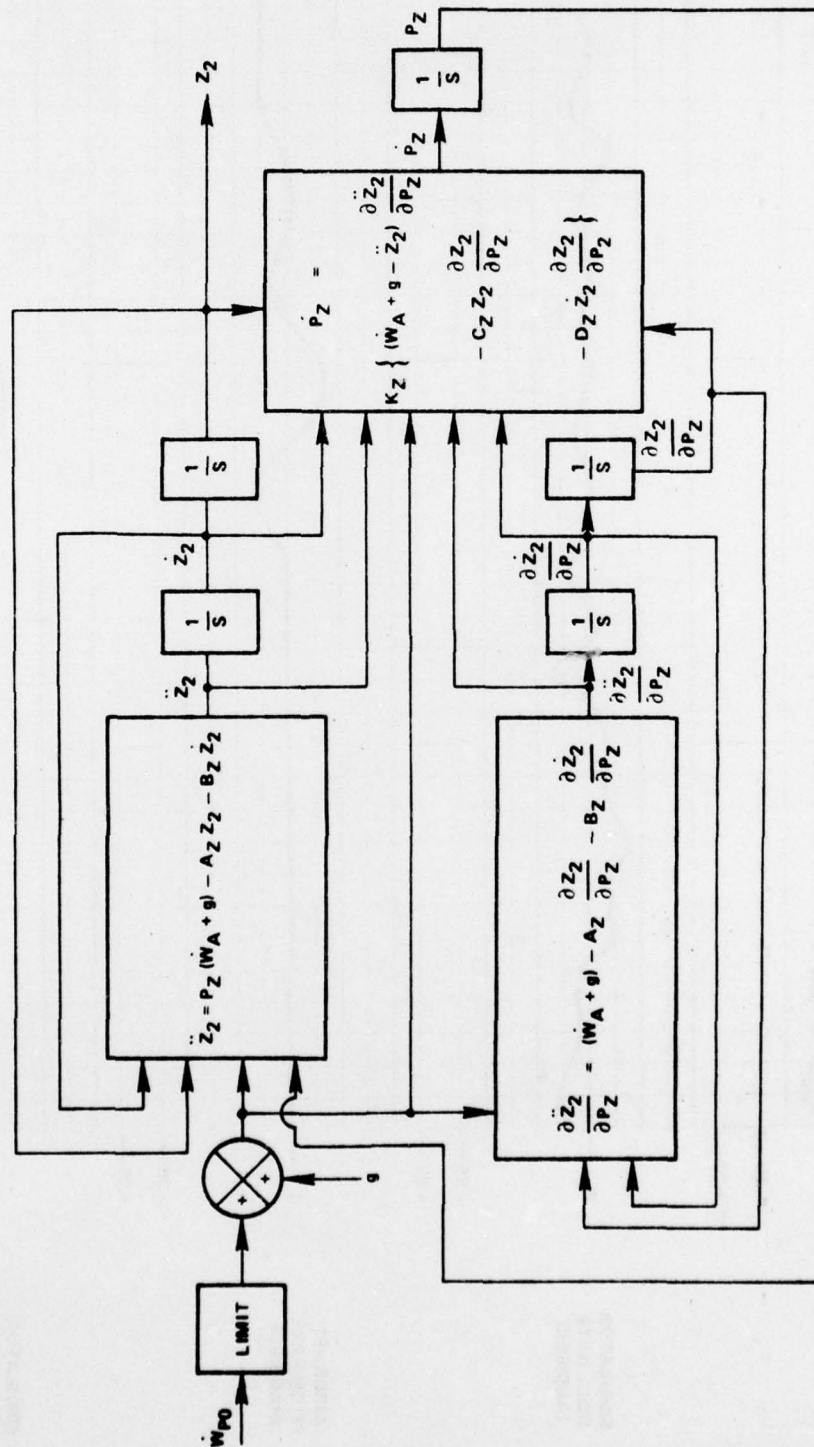 Ẇ_PO
LIMIT
+
+
g
Z̈₂ = P_Z (Ẇ_A + g) – A_Z Z₂ – B_Z Ż₂
Z̈₂
1/S
Ż₂
1/S
Z₂
∂Z̈₂/∂P_Z = (Ẇ_A + g) – A_Z ∂Z₂/∂P_Z – B_Z ∂Ż₂/∂P_Z
∂Z̈₂/∂P_Z
1/S
∂Ż₂/∂P_Z
1/S
∂Z₂/∂P_Z
Ṗ_Z =
K_Z { (Ẇ_A + g – Z̈₂) ∂Z̈₂/∂P_Z
– C_Z Z₂ ∂Z₂/∂P_Z
– D_Z Ż₂ ∂Ż₂/∂P₂ }
Ṗ_Z
1/S
P_Z